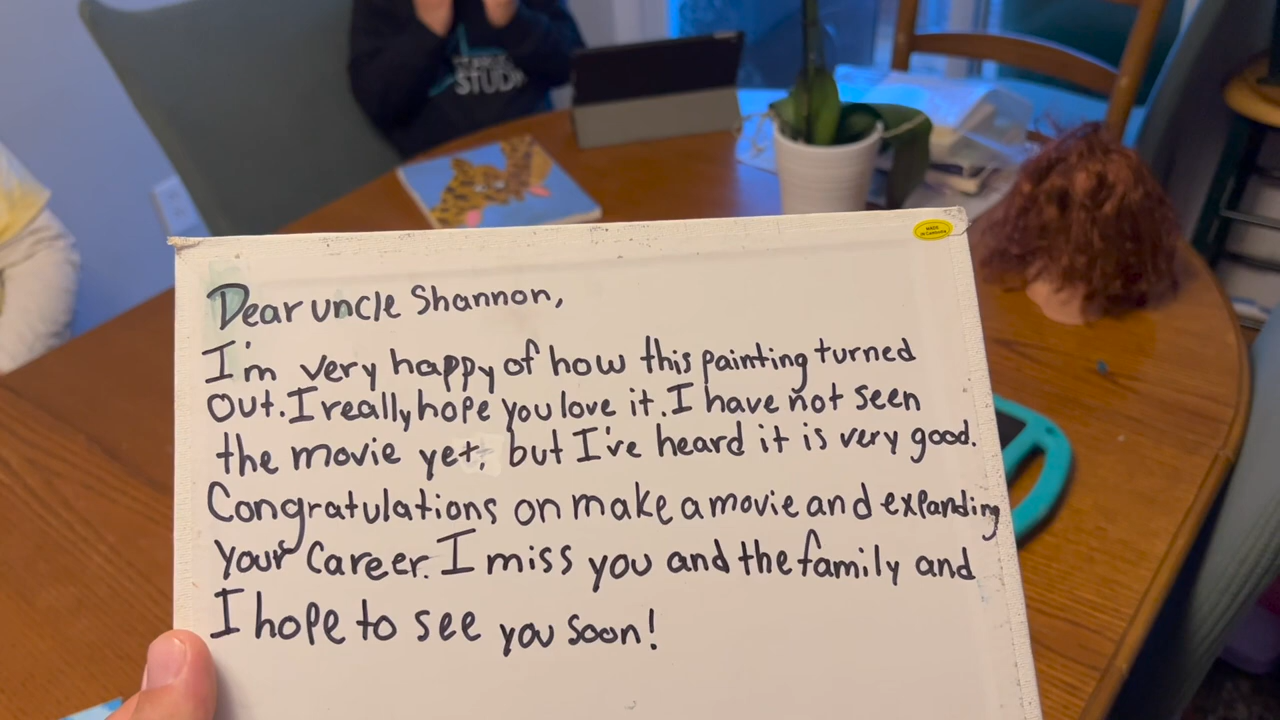 STUD
MADE
Dear uncle Shannon,
I'm very happy of how this painting turned
out. I really hope you love it. I have not seen
the movie yet, but I've heard it is very good.
Congratulations on make a movie and expanding
your career. I miss you and the family and
I hope to see you soon!